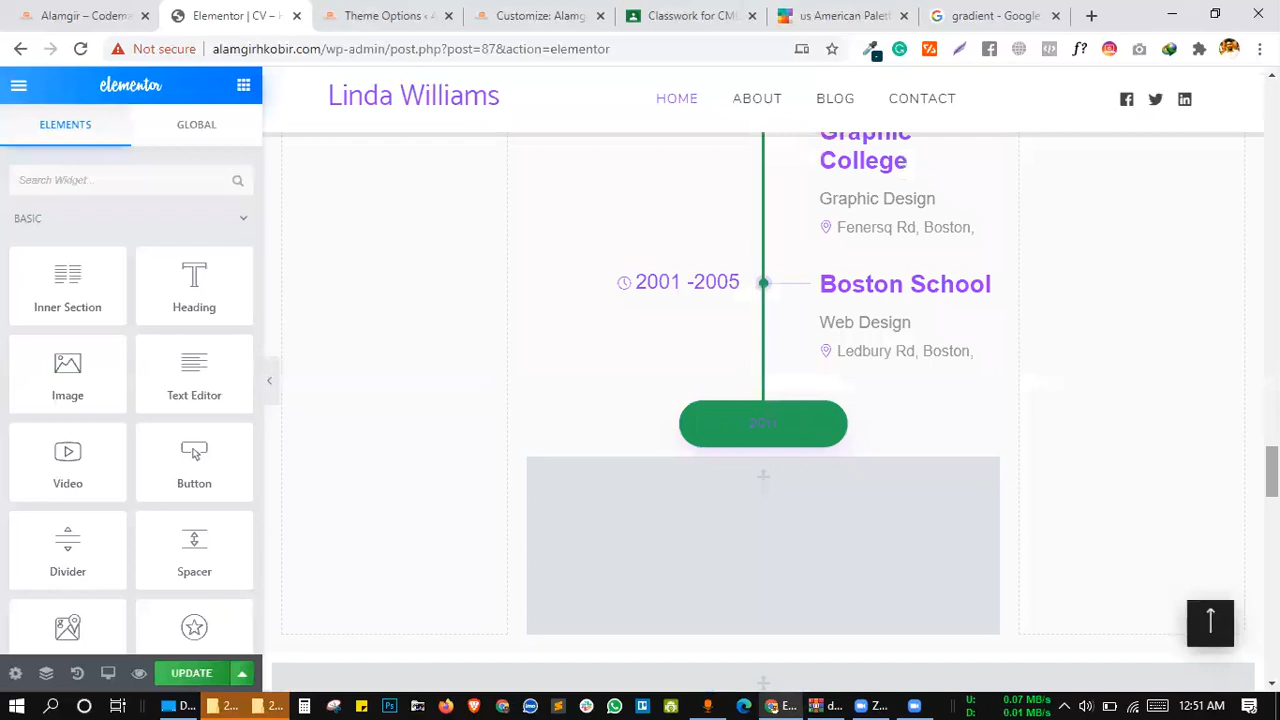 Alamgir - Codem
Elementor | CV –
Theme Options ‹ A
Customize: Alamg
Classwork for CM
us American Palett
gradient - Google
Not secure
alamgirhkobir.com/wp-admin/post.php?post=87&action=elementor
elementor
ELEMENTS
GLOBAL
Search Widget...
BASIC
Inner Section
Heading
Image
Text Editor
Video
Button
Divider
Spacer
UPDATE
Linda Williams
HOME
ABOUT
BLOG
CONTACT
Graphic
College
Graphic Design
Fenersq Rd, Boston,
2001 -2005
Boston School
Web Design
Ledbury Rd, Boston,
D...
2...
2...
E...
d...
Z...
U: 0.07 MB/s
D: 0.01 MB/s
12:51 AM